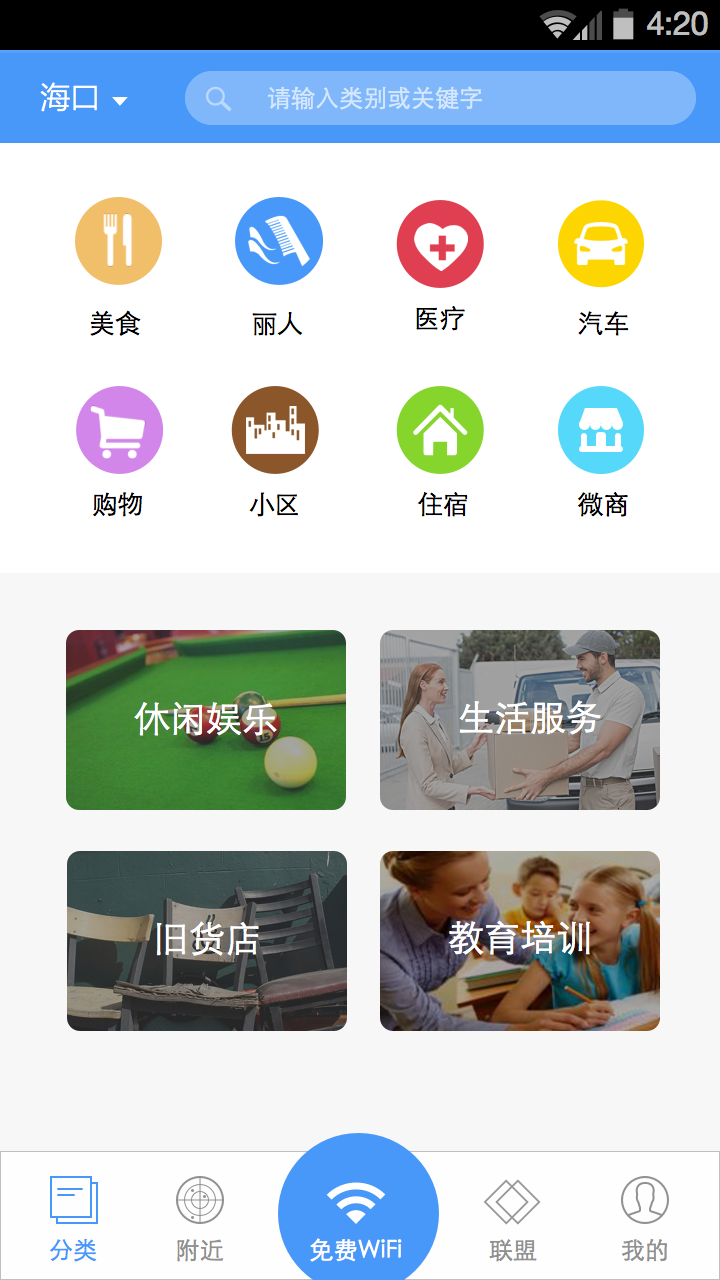 4:20
海口
请输入类别或关键字
美食
丽人
医疗
汽车
购物
小区
住宿
微商
休闲娱乐
生活服务
旧货店
教育培训
分类
附近
免费WiFi
联盟
我的